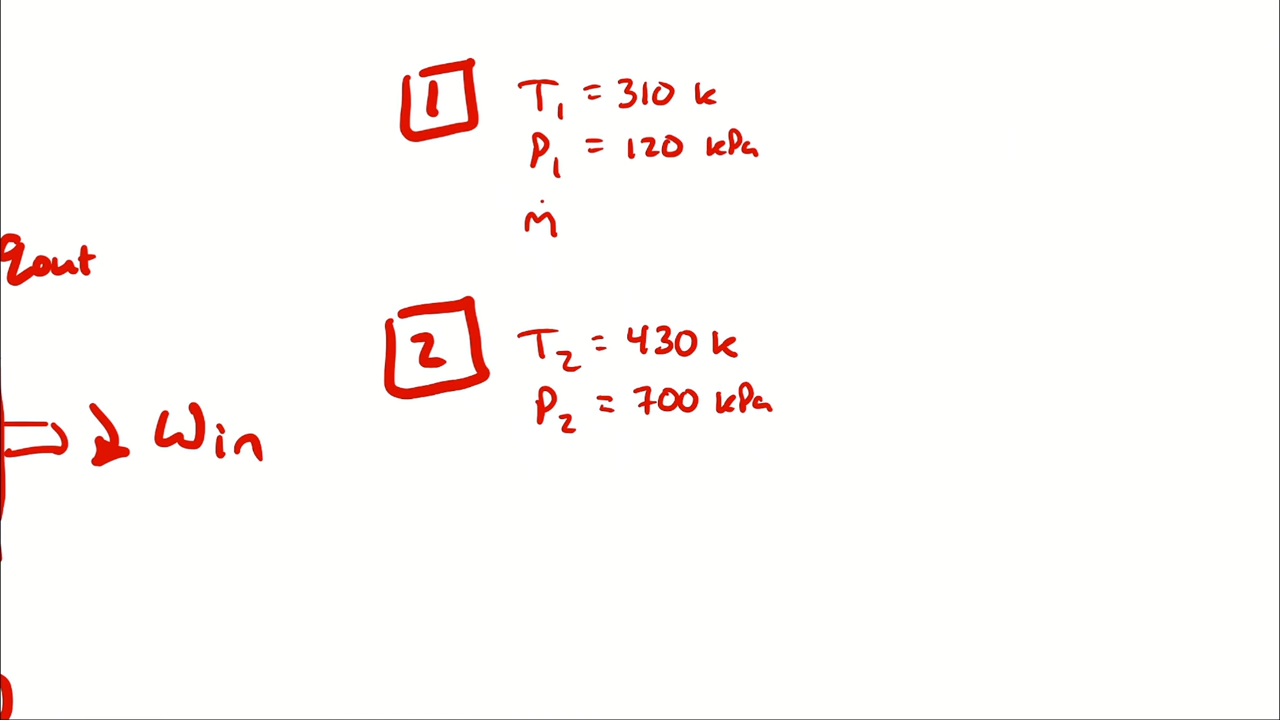 1
T₁ = 310 k
P₁ = 120 kPa
ṁ
qout
2
T₂ = 430 k
P₂ = 700 kPa
Win